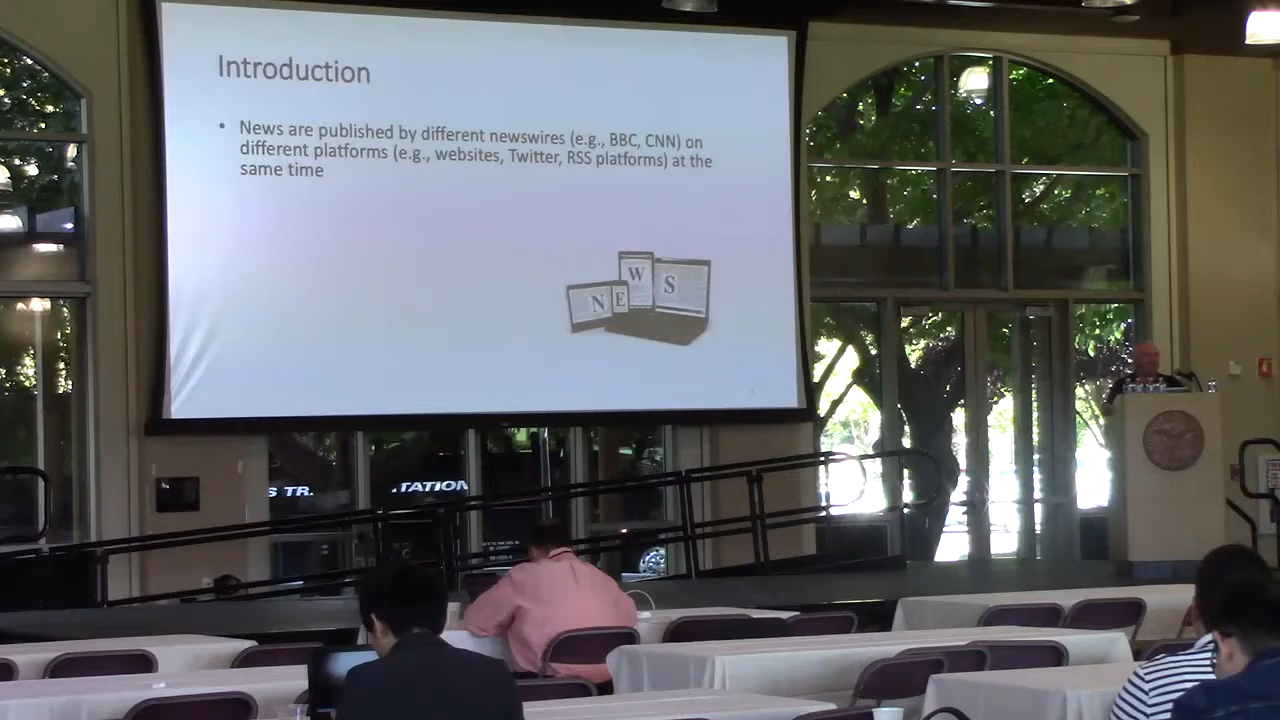 Introduction
• News are published by different newswires (e.g., BBC, CNN) on
different platforms (e.g., websites, Twitter, RSS platforms) at the
same time
N E W S
S TR.
TATION